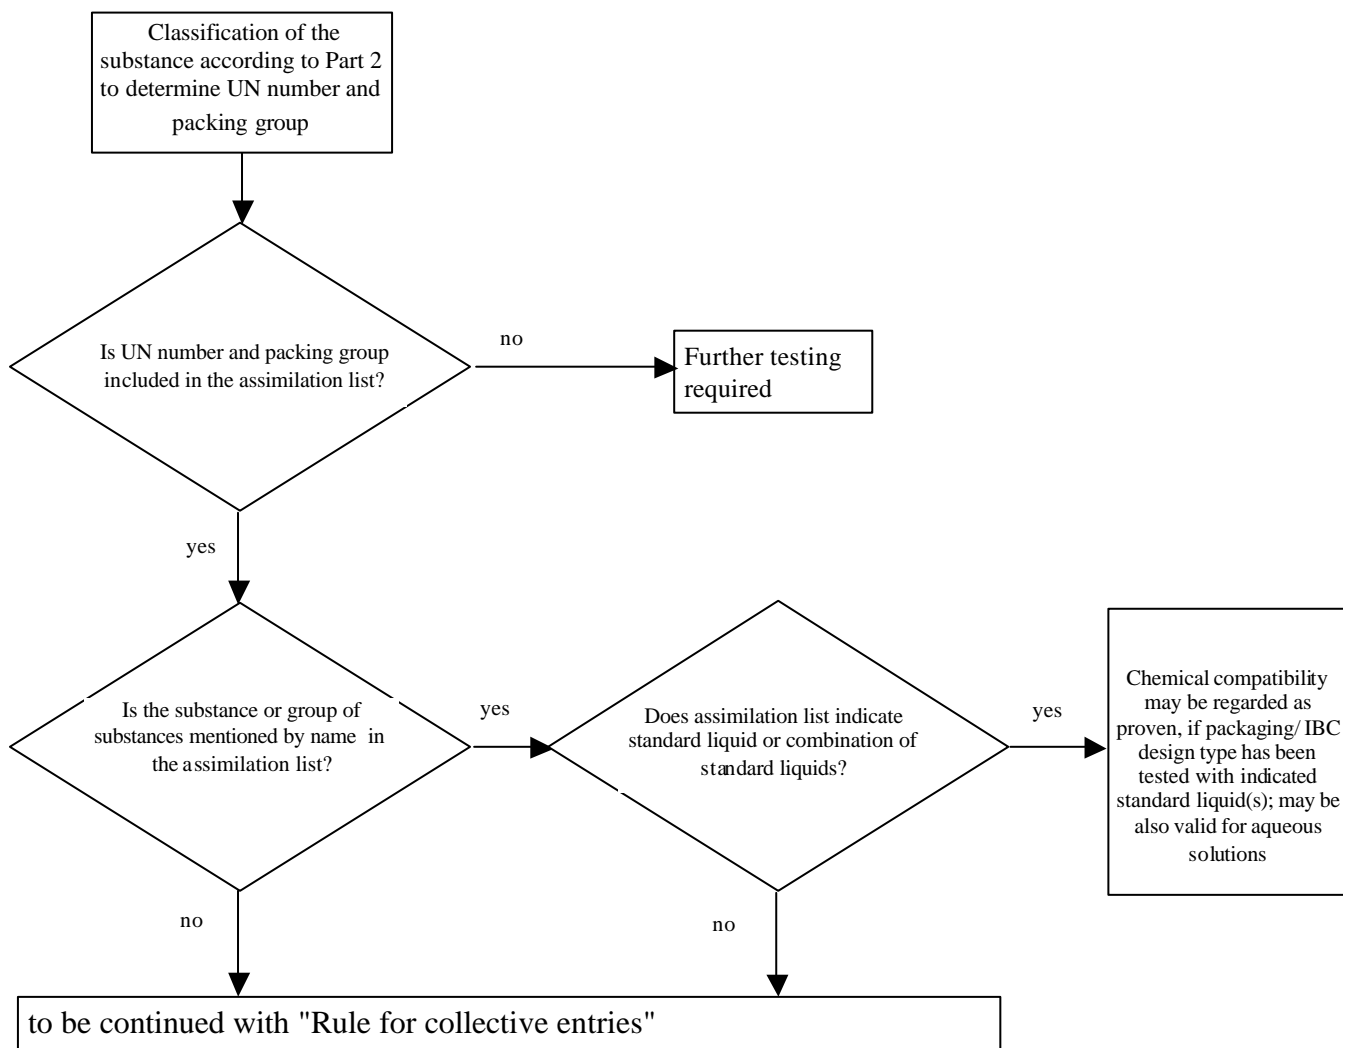 Classification of the
substance according to Part 2
to determine UN number and
packing group
Is UN number and packing group
included in the assimilation list?
no
Further testing
required
yes
Is the substance or group of
substances mentioned by name in
the assimilation list?
yes
Does assimilation list indicate
standard liquid or combination of
standard liquids?
yes
Chemical compatibility
may be regarded as
proven, if packaging/ IBC
design type has been
tested with indicated
standard liquid(s); may be
also valid for aqueous
solutions
no
no
to be continued with "Rule for collective entries"